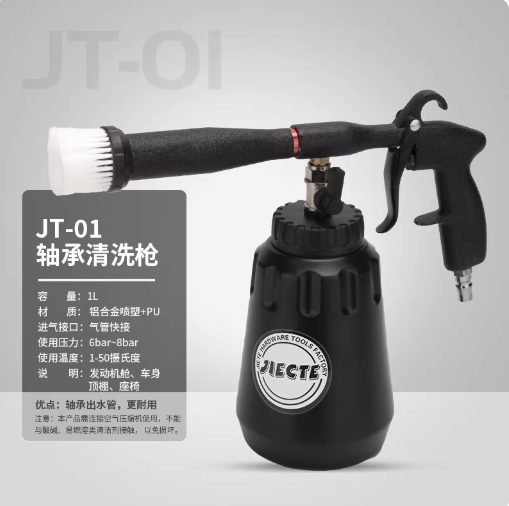 JT-01
JT-01
轴承清洗枪
容 量：1L
材 质：铝合金喷塑+PU
进气接口：气管快接
使用压力：6bar~8bar
使用温度：1-50摄氏度
说 明：发动机舱、车身
顶棚、座椅
优点：轴承出水管，更耐用
注意：本产品需连接空气压缩机使用，不能
与酸碱、易燃溶类清洁剂接触，以免损坏。
HARDWARE TOOLS FACTORY
JIECTE